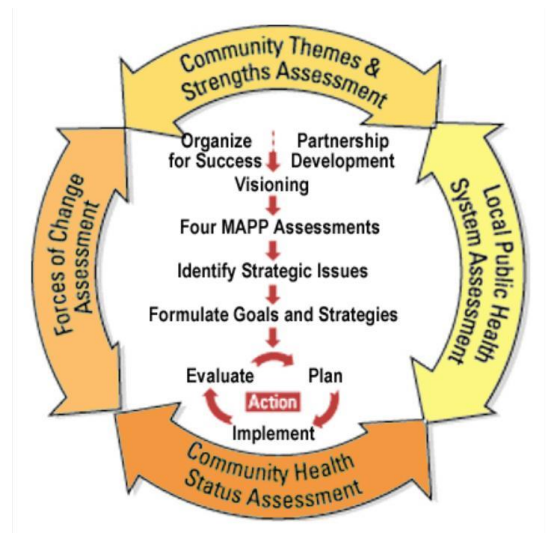 Community Themes &
Strengths Assessment
Organize
for Success
Partnership
Development
Visioning
Four MAPP Assessments
Identify Strategic Issues
Formulate Goals and Strategies
Evaluate
Plan
Action
Implement
Forces of Change
Assessment
Local Public Health
System Assessment
Community Health
Status Assessment